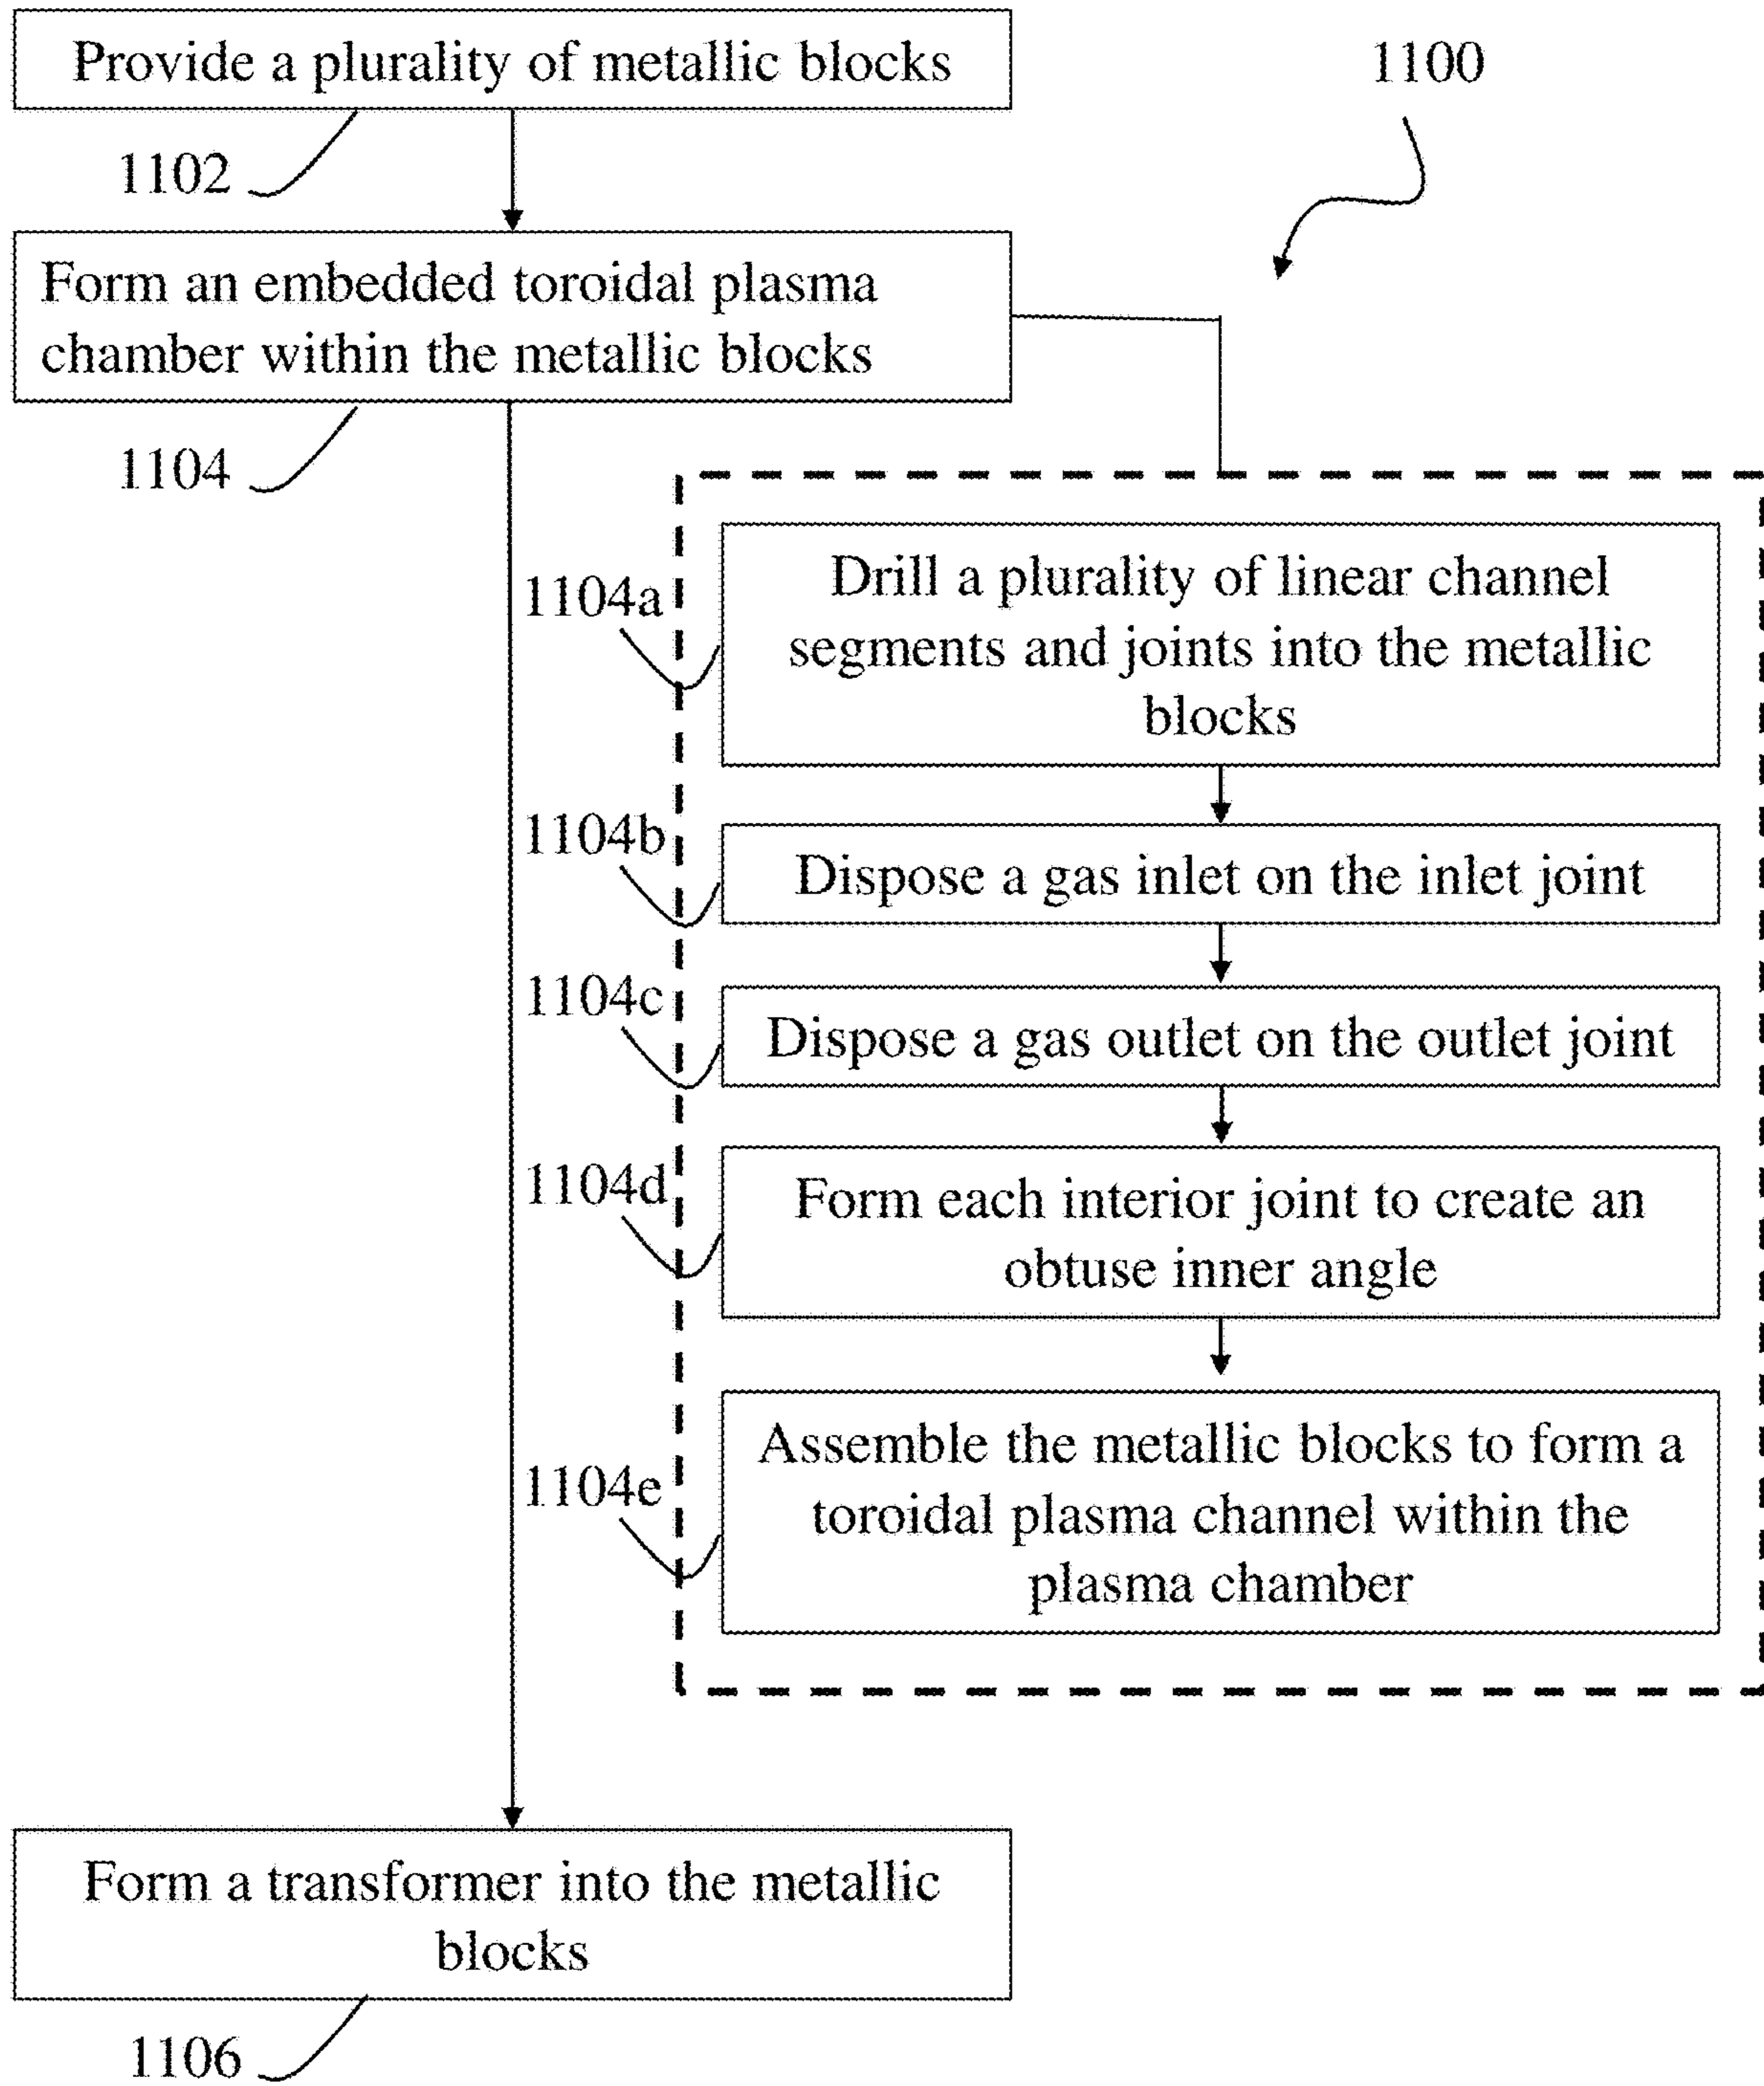 Provide a plurality of metallic blocks
1100
1102
Form an embedded toroidal plasma
chamber within the metallic blocks
1104
1104a
Drill a plurality of linear channel
segments and joints into the metallic
blocks
1104b
Dispose a gas inlet on the inlet joint
1104c
Dispose a gas outlet on the outlet joint
1104d
Form each interior joint to create an
obtuse inner angle
1104e
Assemble the metallic blocks to form a
toroidal plasma channel within the
plasma chamber
Form a transformer into the metallic
blocks
1106